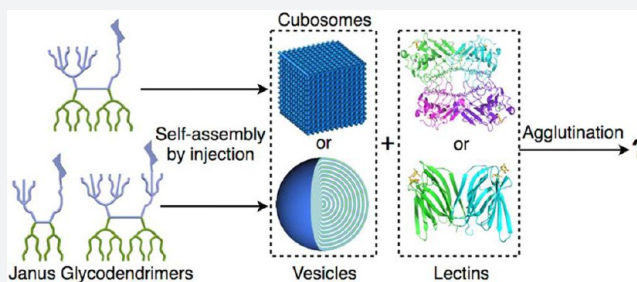 Cubosomes
Self-assembly
by injection
or
+
or
Agglutination
?
Janus Glycodendrimers
Vesicles
Lectins